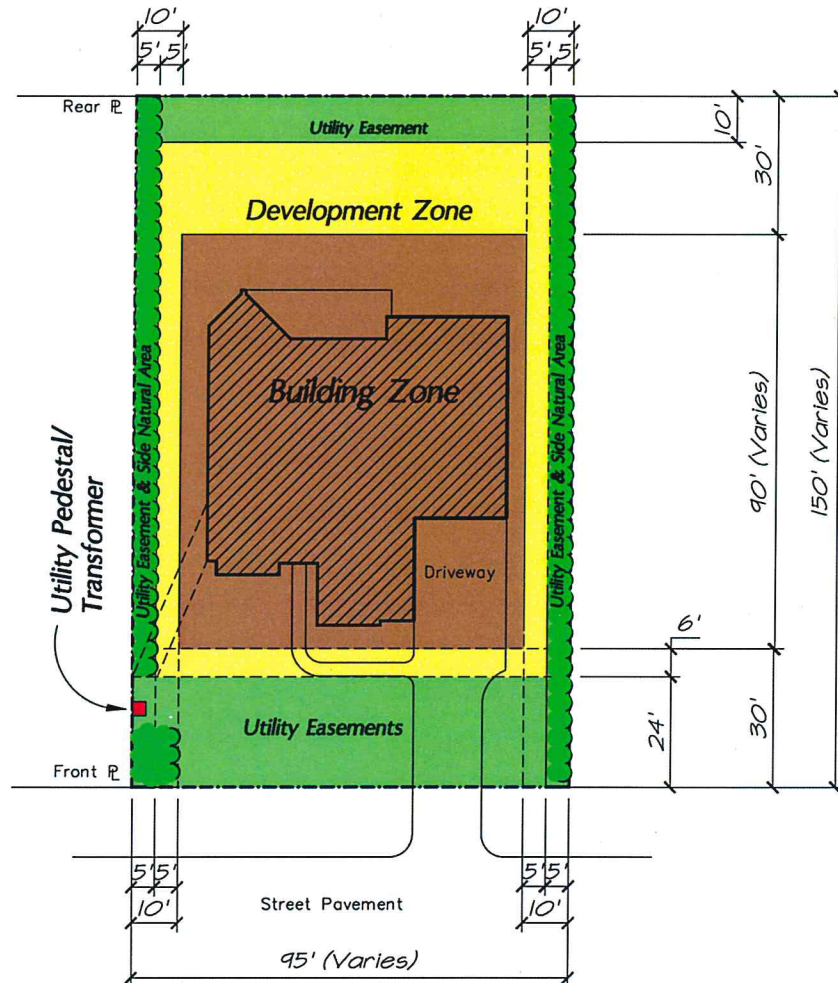 10'
10'
5' 5'
5' 5'
Rear PL
Utility Easement
10'
30'
Development Zone
Building Zone
Utility Easement & Side Natural Area
Utility Easement & Side Natural Area
90' (Varies)
150' (Varies)
Utility Pedestal/
Transformer
Driveway
6'
Utility Easements
24'
30'
Front PL
5' 5'
5' 5'
10'
Street Pavement
10'
95' (Varies)